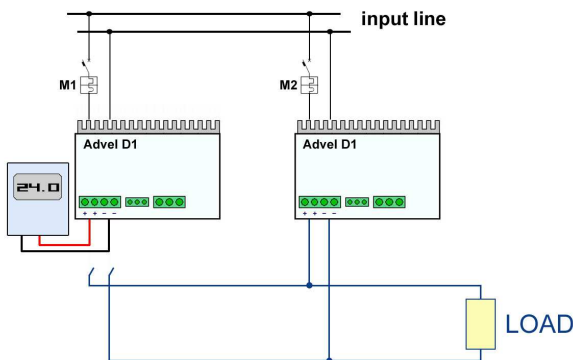 input line
M1
M2
Advel D1
Advel D1
24.0
+ + - -
+ + - -
LOAD